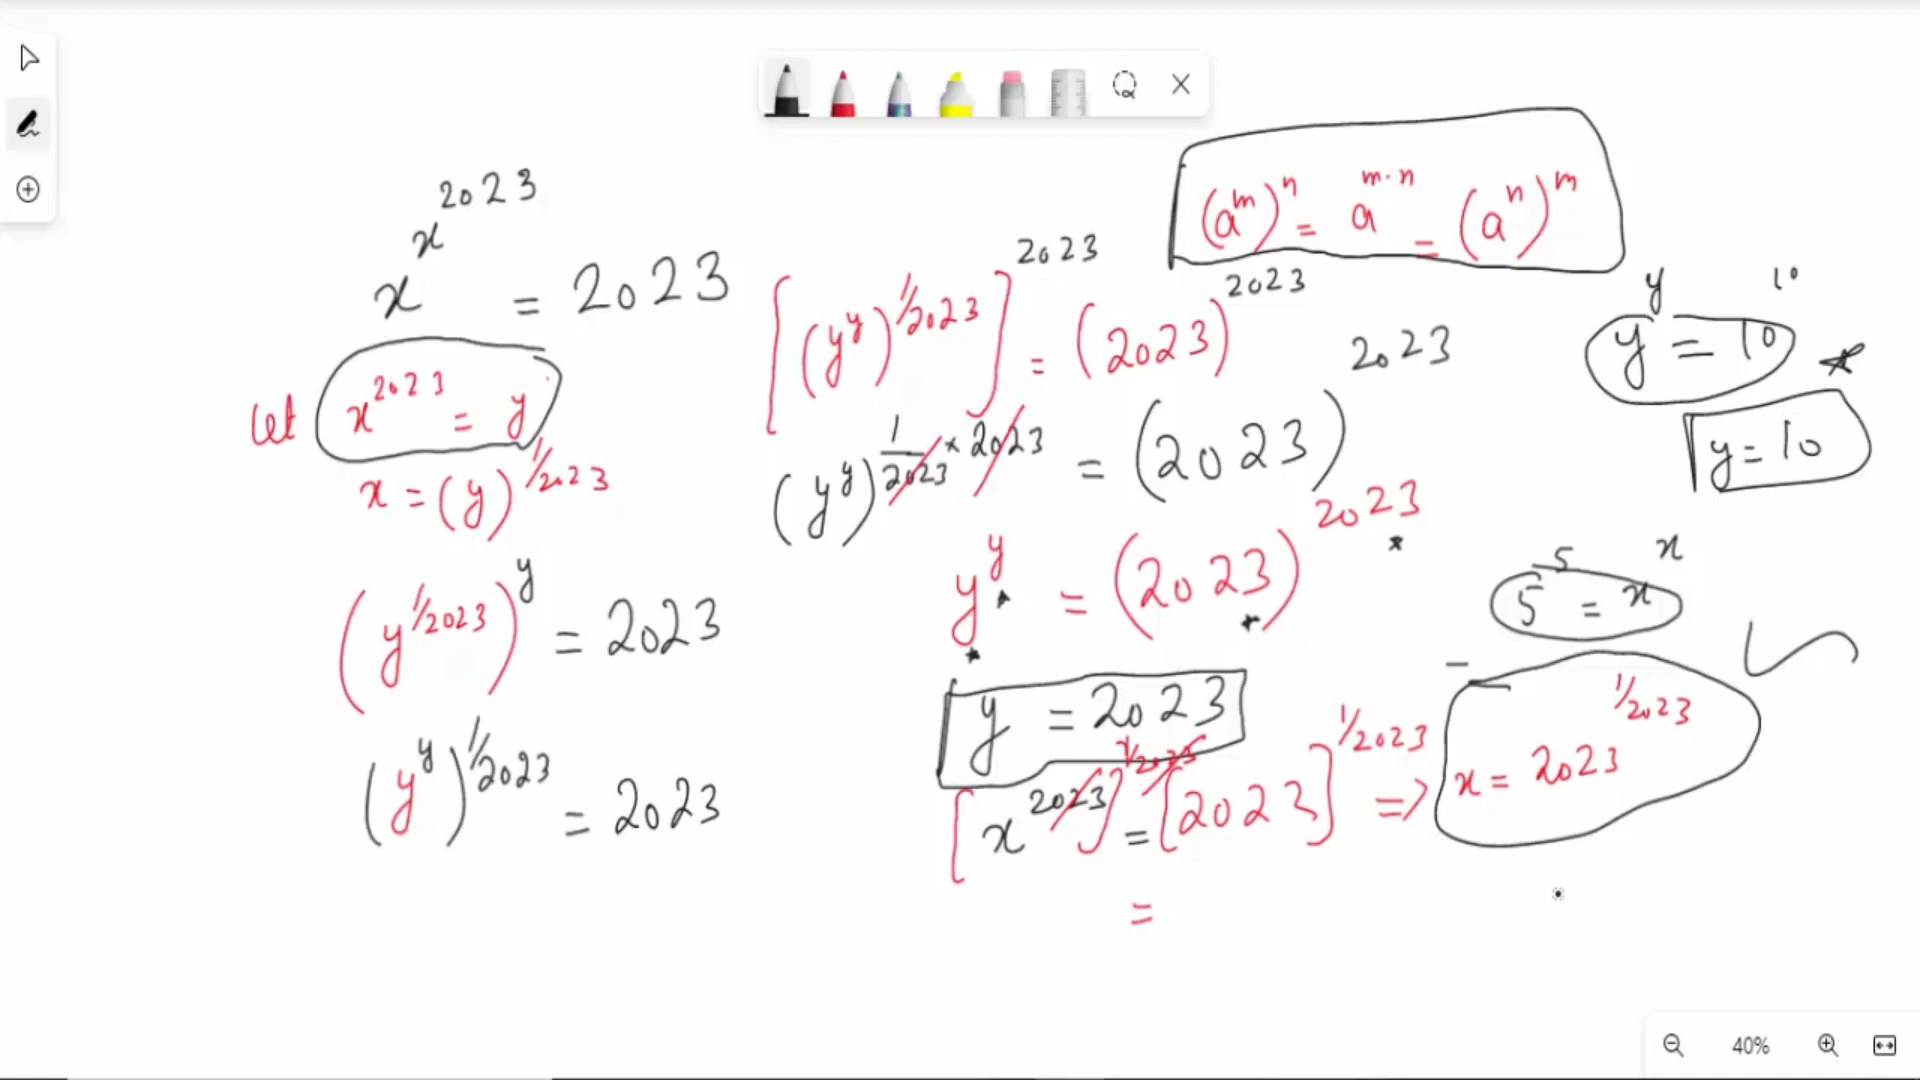 x^x^2023 = 2023
let x^2023 = y
x = (y)^1/2023
(y^1/2023)^y = 2023
(y^y)^1/2023 = 2023
[(y^y)^1/2023]^2023 = (2023)^2023
(y^y)^1/2023 × 2023 = (2023)^2023
y^y = (2023)^2023
y = 2023
[x^2023]^1/2023 = [2023]^1/2023 => x = 2023^1/2023
=
(a^m)^n = a^m·n = (a^n)^m
y^y = 10^10
y = 10
5^5 = x^x
40%